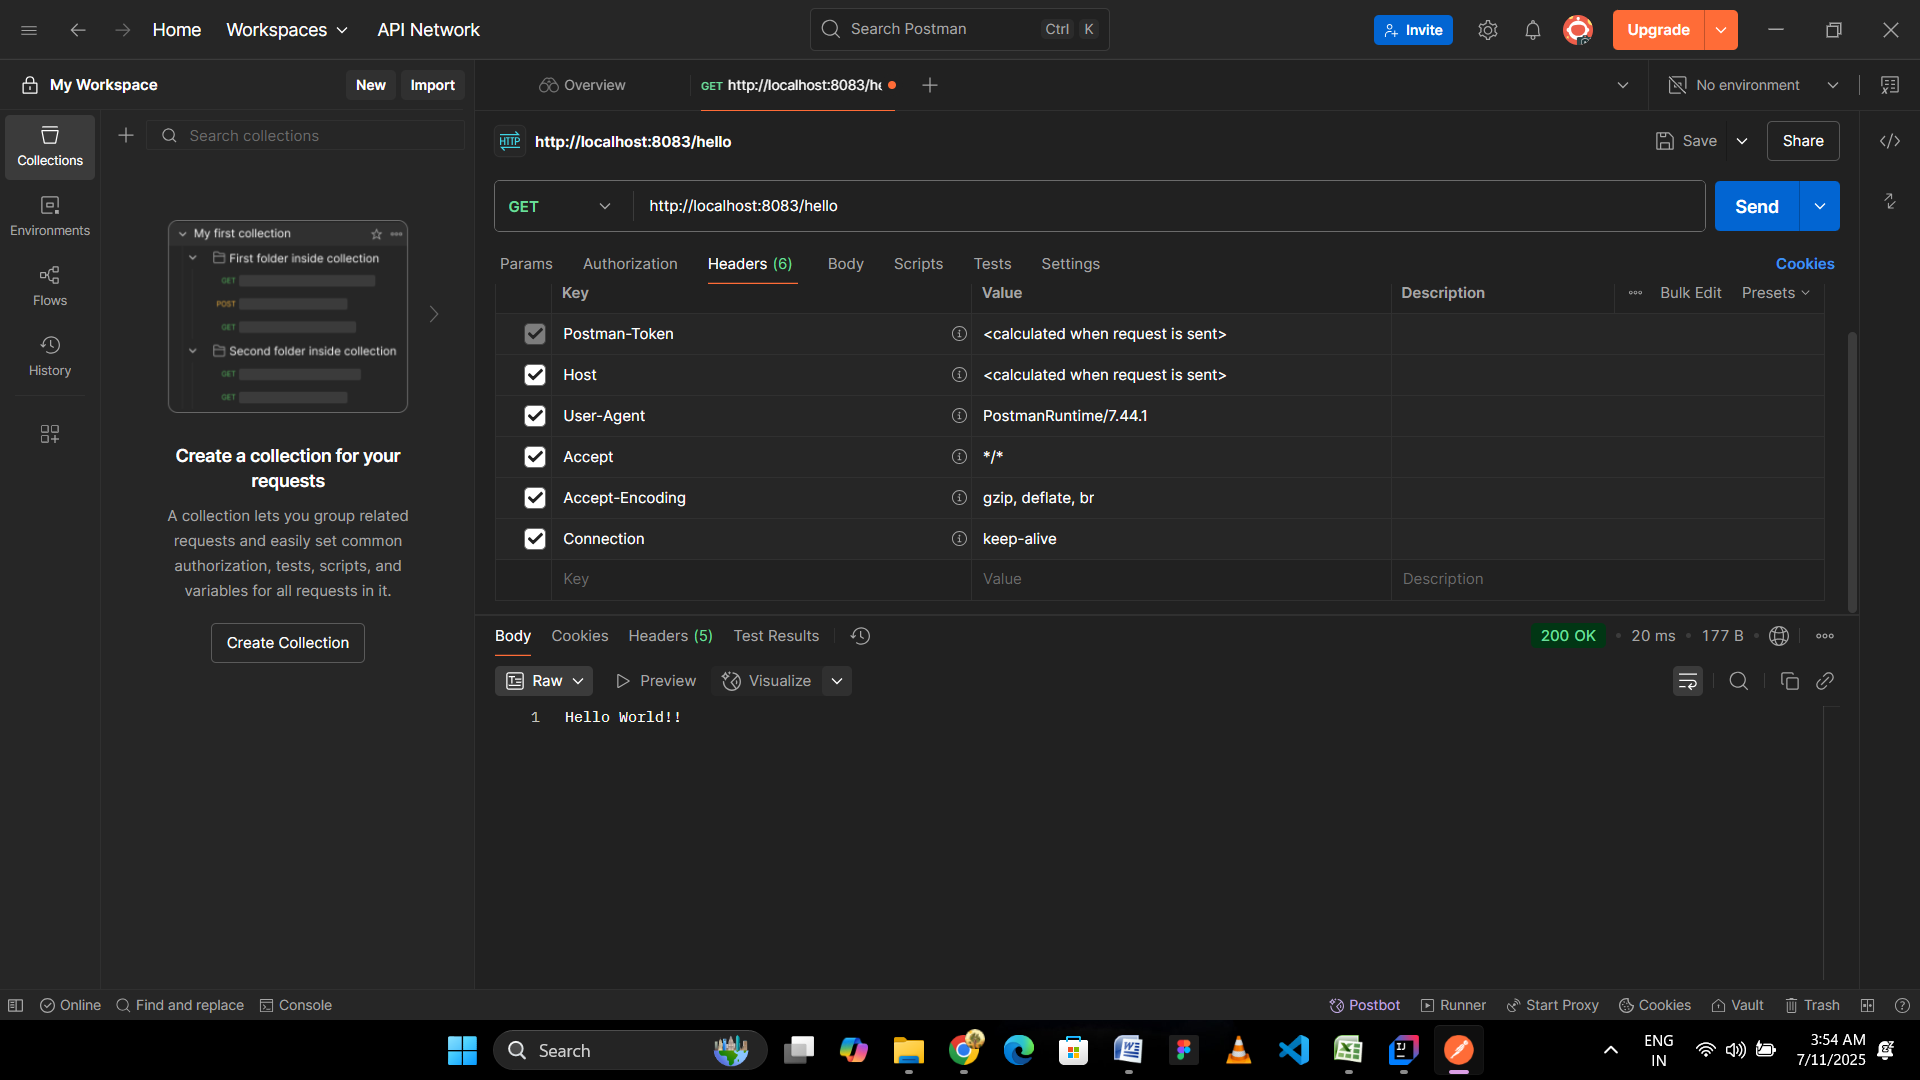 Home Workspaces API Network Search Postman Ctrl K Invite Upgrade
My Workspace New Import Overview GET http://localhost:8083/he No environment
Collections
Search collections
http://localhost:8083/hello Save Share
GET http://localhost:8083/hello Send
Environments
Flows
History
My first collection
First folder inside collection
GET
POST
GET
Second folder inside collection
GET
GET
Create a collection for your
requests
A collection lets you group related
requests and easily set common
authorization, tests, scripts, and
variables for all requests in it.
Create Collection
Params Authorization Headers (6) Body Scripts Tests Settings Cookies
Key Value Description Bulk Edit Presets
Postman-Token <calculated when request is sent>
Host <calculated when request is sent>
User-Agent PostmanRuntime/7.44.1
Accept */*
Accept-Encoding gzip, deflate, br
Connection keep-alive
Key Value Description
Body Cookies Headers (5) Test Results 200 OK • 20 ms • 177 B •
Raw Preview Visualize
1 Hello World!!
Online Find and replace Console Postbot Runner Start Proxy Cookies Vault Trash
Search ENG 3:54 AM
IN 7/11/2025